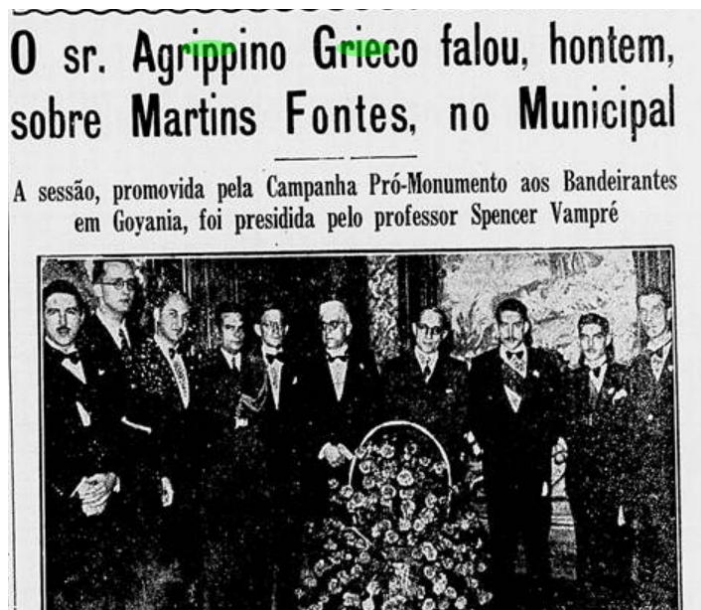 O sr. Agrippino Grieco falou, hontem,
sobre Martins Fontes, no Municipal
A sessão, promovida pela Campanha Pró-Monumento aos Bandeirantes
em Goyania, foi presidida pelo professor Spencer Vampré